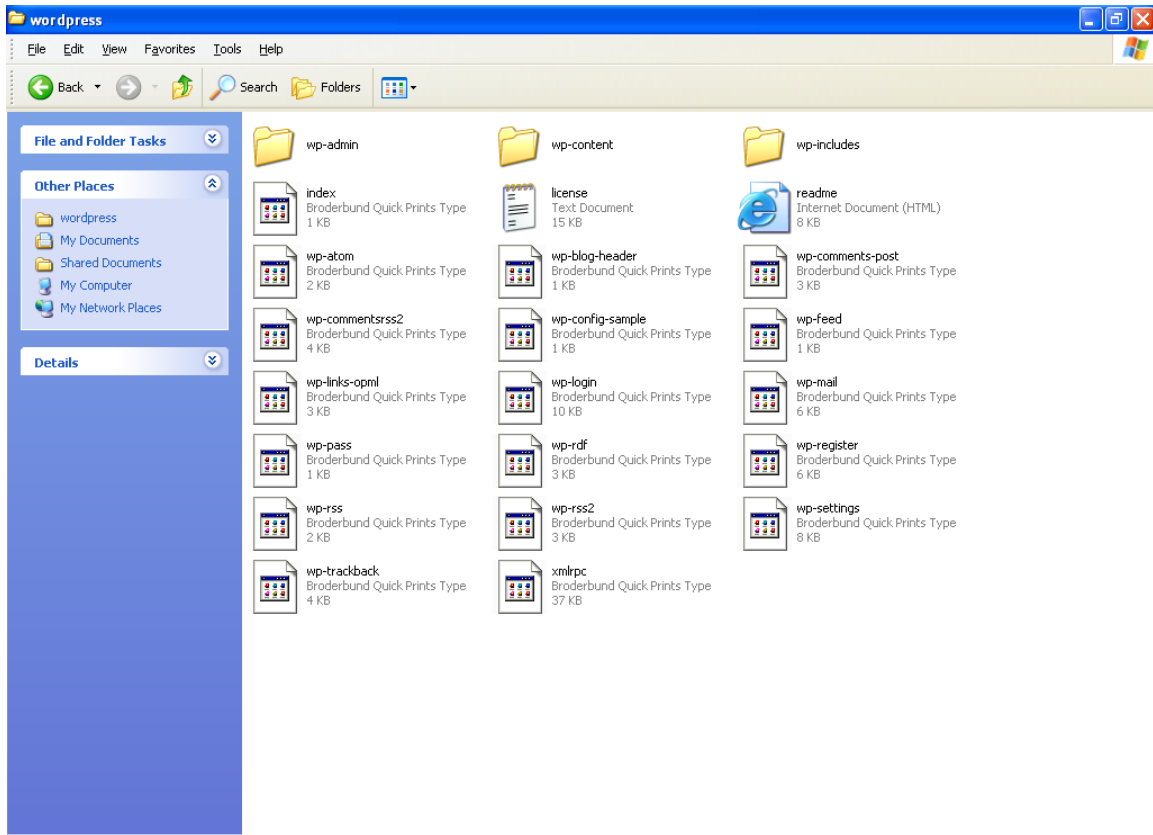 wordpress
File Edit View Favorites Tools Help
Back Search Folders
File and Folder Tasks
Other Places
wordpress
My Documents
Shared Documents
My Computer
My Network Places
Details
wp-admin
wp-content
wp-includes
index
Broderbund Quick Prints Type
1 KB
license
Text Document
15 KB
readme
Internet Document (HTML)
8 KB
wp-atom
Broderbund Quick Prints Type
2 KB
wp-blog-header
Broderbund Quick Prints Type
1 KB
wp-comments-post
Broderbund Quick Prints Type
3 KB
wp-commentsrss2
Broderbund Quick Prints Type
4 KB
wp-config-sample
Broderbund Quick Prints Type
1 KB
wp-feed
Broderbund Quick Prints Type
1 KB
wp-links-opml
Broderbund Quick Prints Type
3 KB
wp-login
Broderbund Quick Prints Type
10 KB
wp-mail
Broderbund Quick Prints Type
6 KB
wp-pass
Broderbund Quick Prints Type
1 KB
wp-rdf
Broderbund Quick Prints Type
3 KB
wp-register
Broderbund Quick Prints Type
6 KB
wp-rss
Broderbund Quick Prints Type
2 KB
wp-rss2
Broderbund Quick Prints Type
3 KB
wp-settings
Broderbund Quick Prints Type
8 KB
wp-trackback
Broderbund Quick Prints Type
4 KB
xmlrpc
Broderbund Quick Prints Type
37 KB